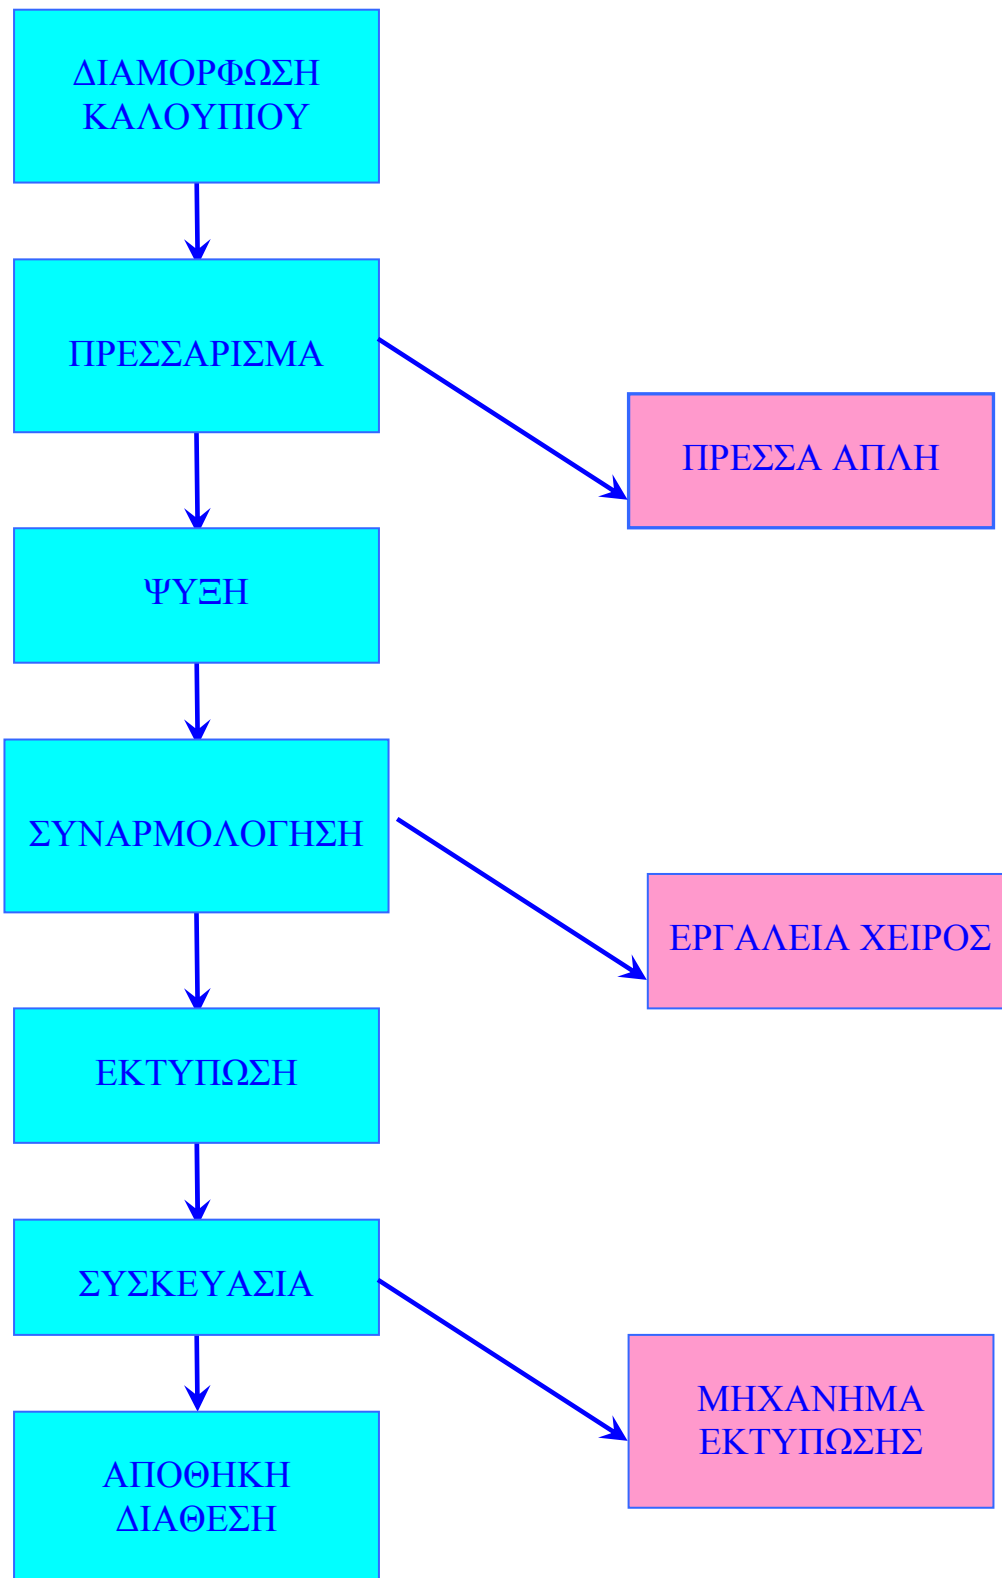 ΔΙΑΜΟΡΦΩΣΗ
ΚΑΛΟΥΠΙΟΥ
ΠΡΕΣΣΑΡΙΣΜΑ
ΠΡΕΣΣΑ ΑΠΛΗ
ΨΥΞΗ
ΣΥΝΑΡΜΟΛΟΓΗΣΗ
ΕΡΓΑΛΕΙΑ ΧΕΙΡΟΣ
ΕΚΤΥΠΩΣΗ
ΣΥΣΚΕΥΑΣΙΑ
ΜΗΧΑΝΗΜΑ
ΕΚΤΥΠΩΣΗΣ
ΑΠΟΘΗΚΗ
ΔΙΑΘΕΣΗ